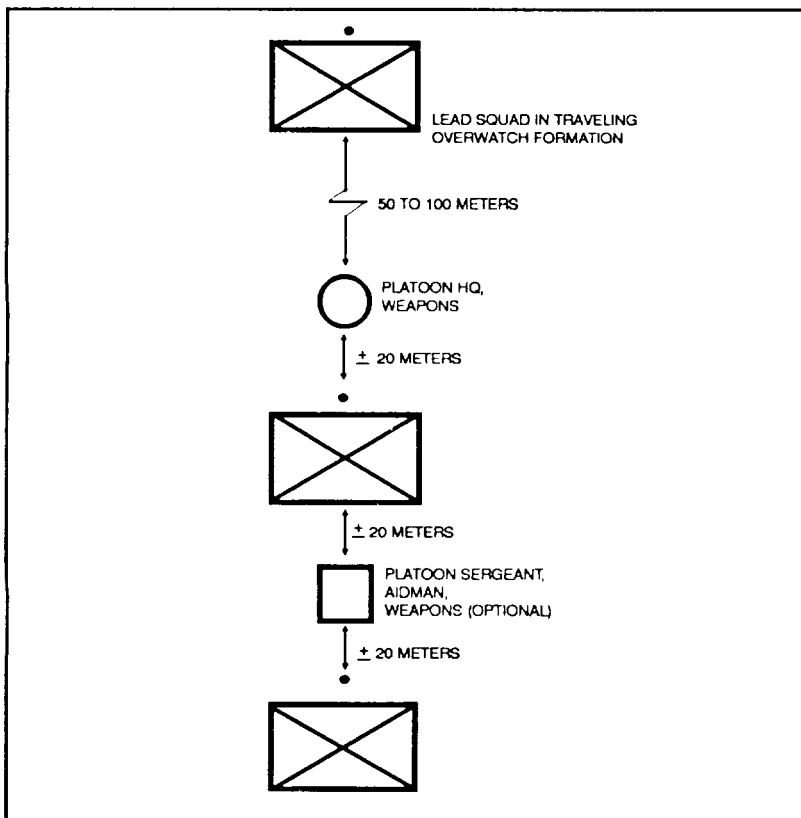 LEAD SQUAD IN TRAVELING
OVERWATCH FORMATION
50 TO 100 METERS
PLATOON HQ,
WEAPONS
± 20 METERS
± 20 METERS
PLATOON SERGEANT,
AIDMAN,
WEAPONS (OPTIONAL)
± 20 METERS